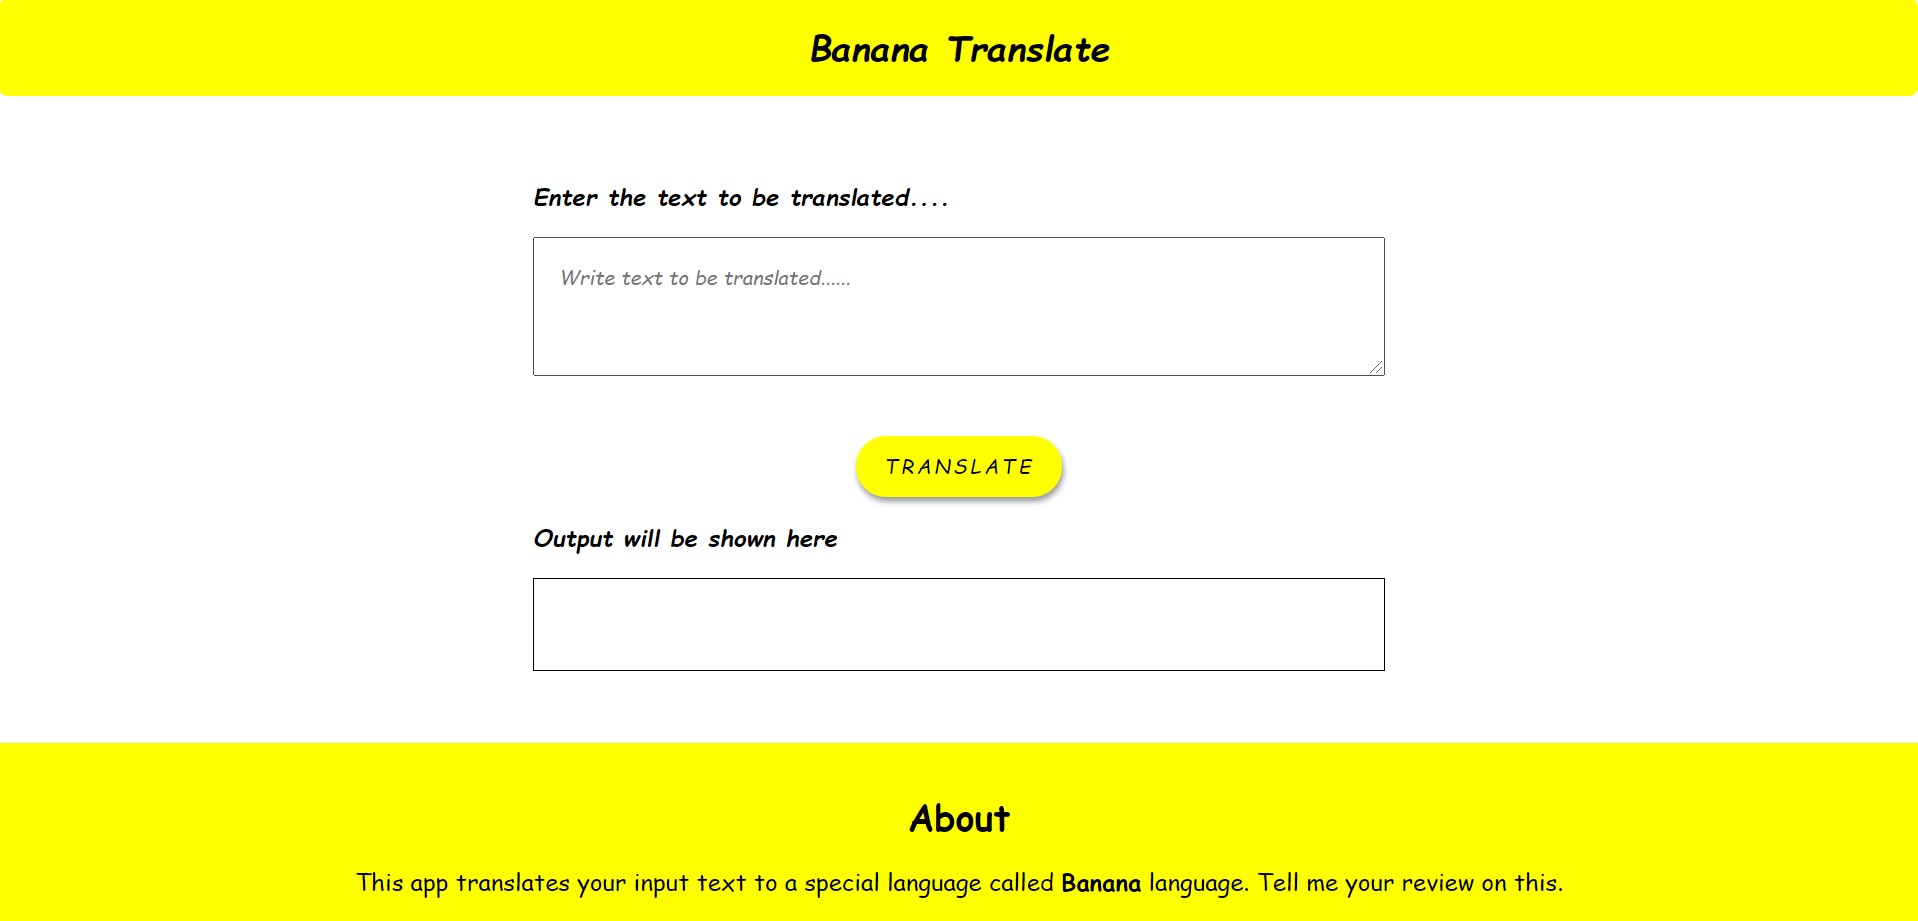 Banana Translate
Enter the text to be translated....
Write text to be translated......
TRANSLATE
Output will be shown here
About
This app translates your input text to a special language called Banana language. Tell me your review on this.